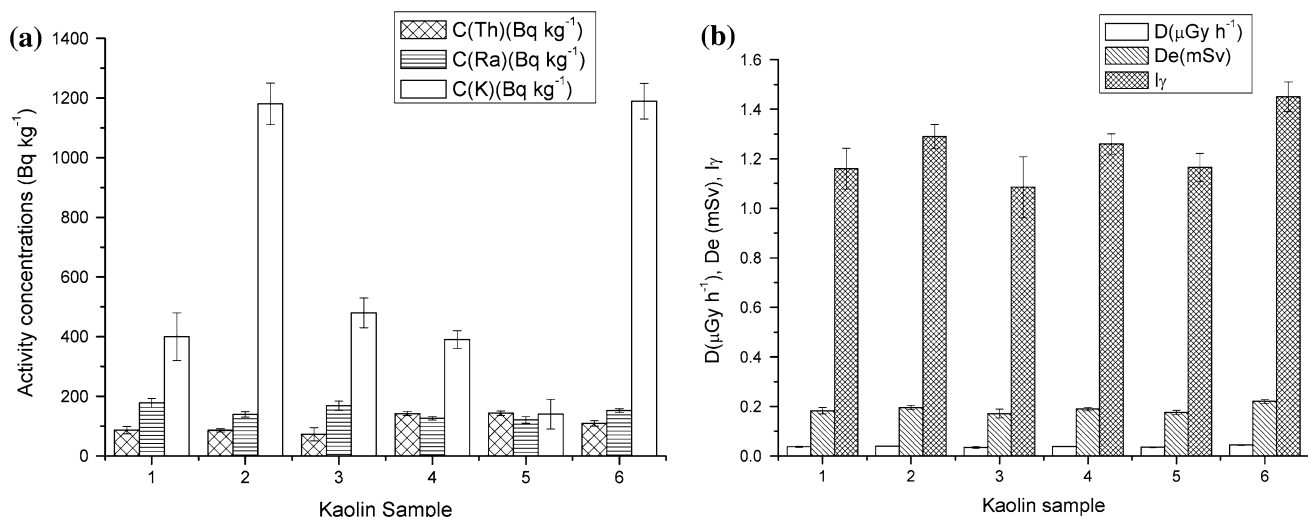 (a)
C(Th)(Bq kg⁻¹)
C(Ra)(Bq kg⁻¹)
C(K)(Bq kg⁻¹)
1400
1200
1000
800
600
400
200
0
Activity concentrations (Bq kg⁻¹)
1 2 3 4 5 6
Kaolin Sample
(b)
D(μGy h⁻¹)
De(mSv)
Iγ
1.6
1.4
1.2
1.0
0.8
0.6
0.4
0.2
0.0
D(μGy h⁻¹), De (mSv), Iγ
1 2 3 4 5 6
Kaolin sample